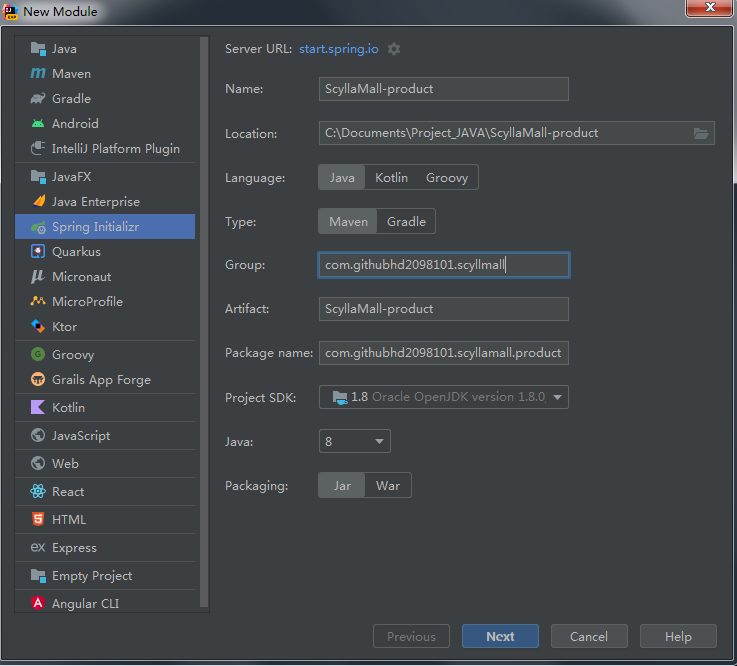 New Module
Java
Maven
Gradle
Android
IntelliJ Platform Plugin
JavaFX
Java Enterprise
Spring Initializr
Quarkus
Micronaut
MicroProfile
Ktor
Groovy
Grails App Forge
Kotlin
JavaScript
Web
React
HTML
Express
Empty Project
Angular CLI
Server URL: start.spring.io
Name: ScyllaMall-product
Location: C:\Documents\Project_JAVA\ScyllaMall-product
Language: Java Kotlin Groovy
Type: Maven Gradle
Group: com.githubhd2098101.scyllmall
Artifact: ScyllaMall-product
Package name: com.githubhd2098101.scyllamall.product
Project SDK: 1.8 Oracle OpenJDK version 1.8.0
Java: 8
Packaging: Jar War
Previous Next Cancel Help